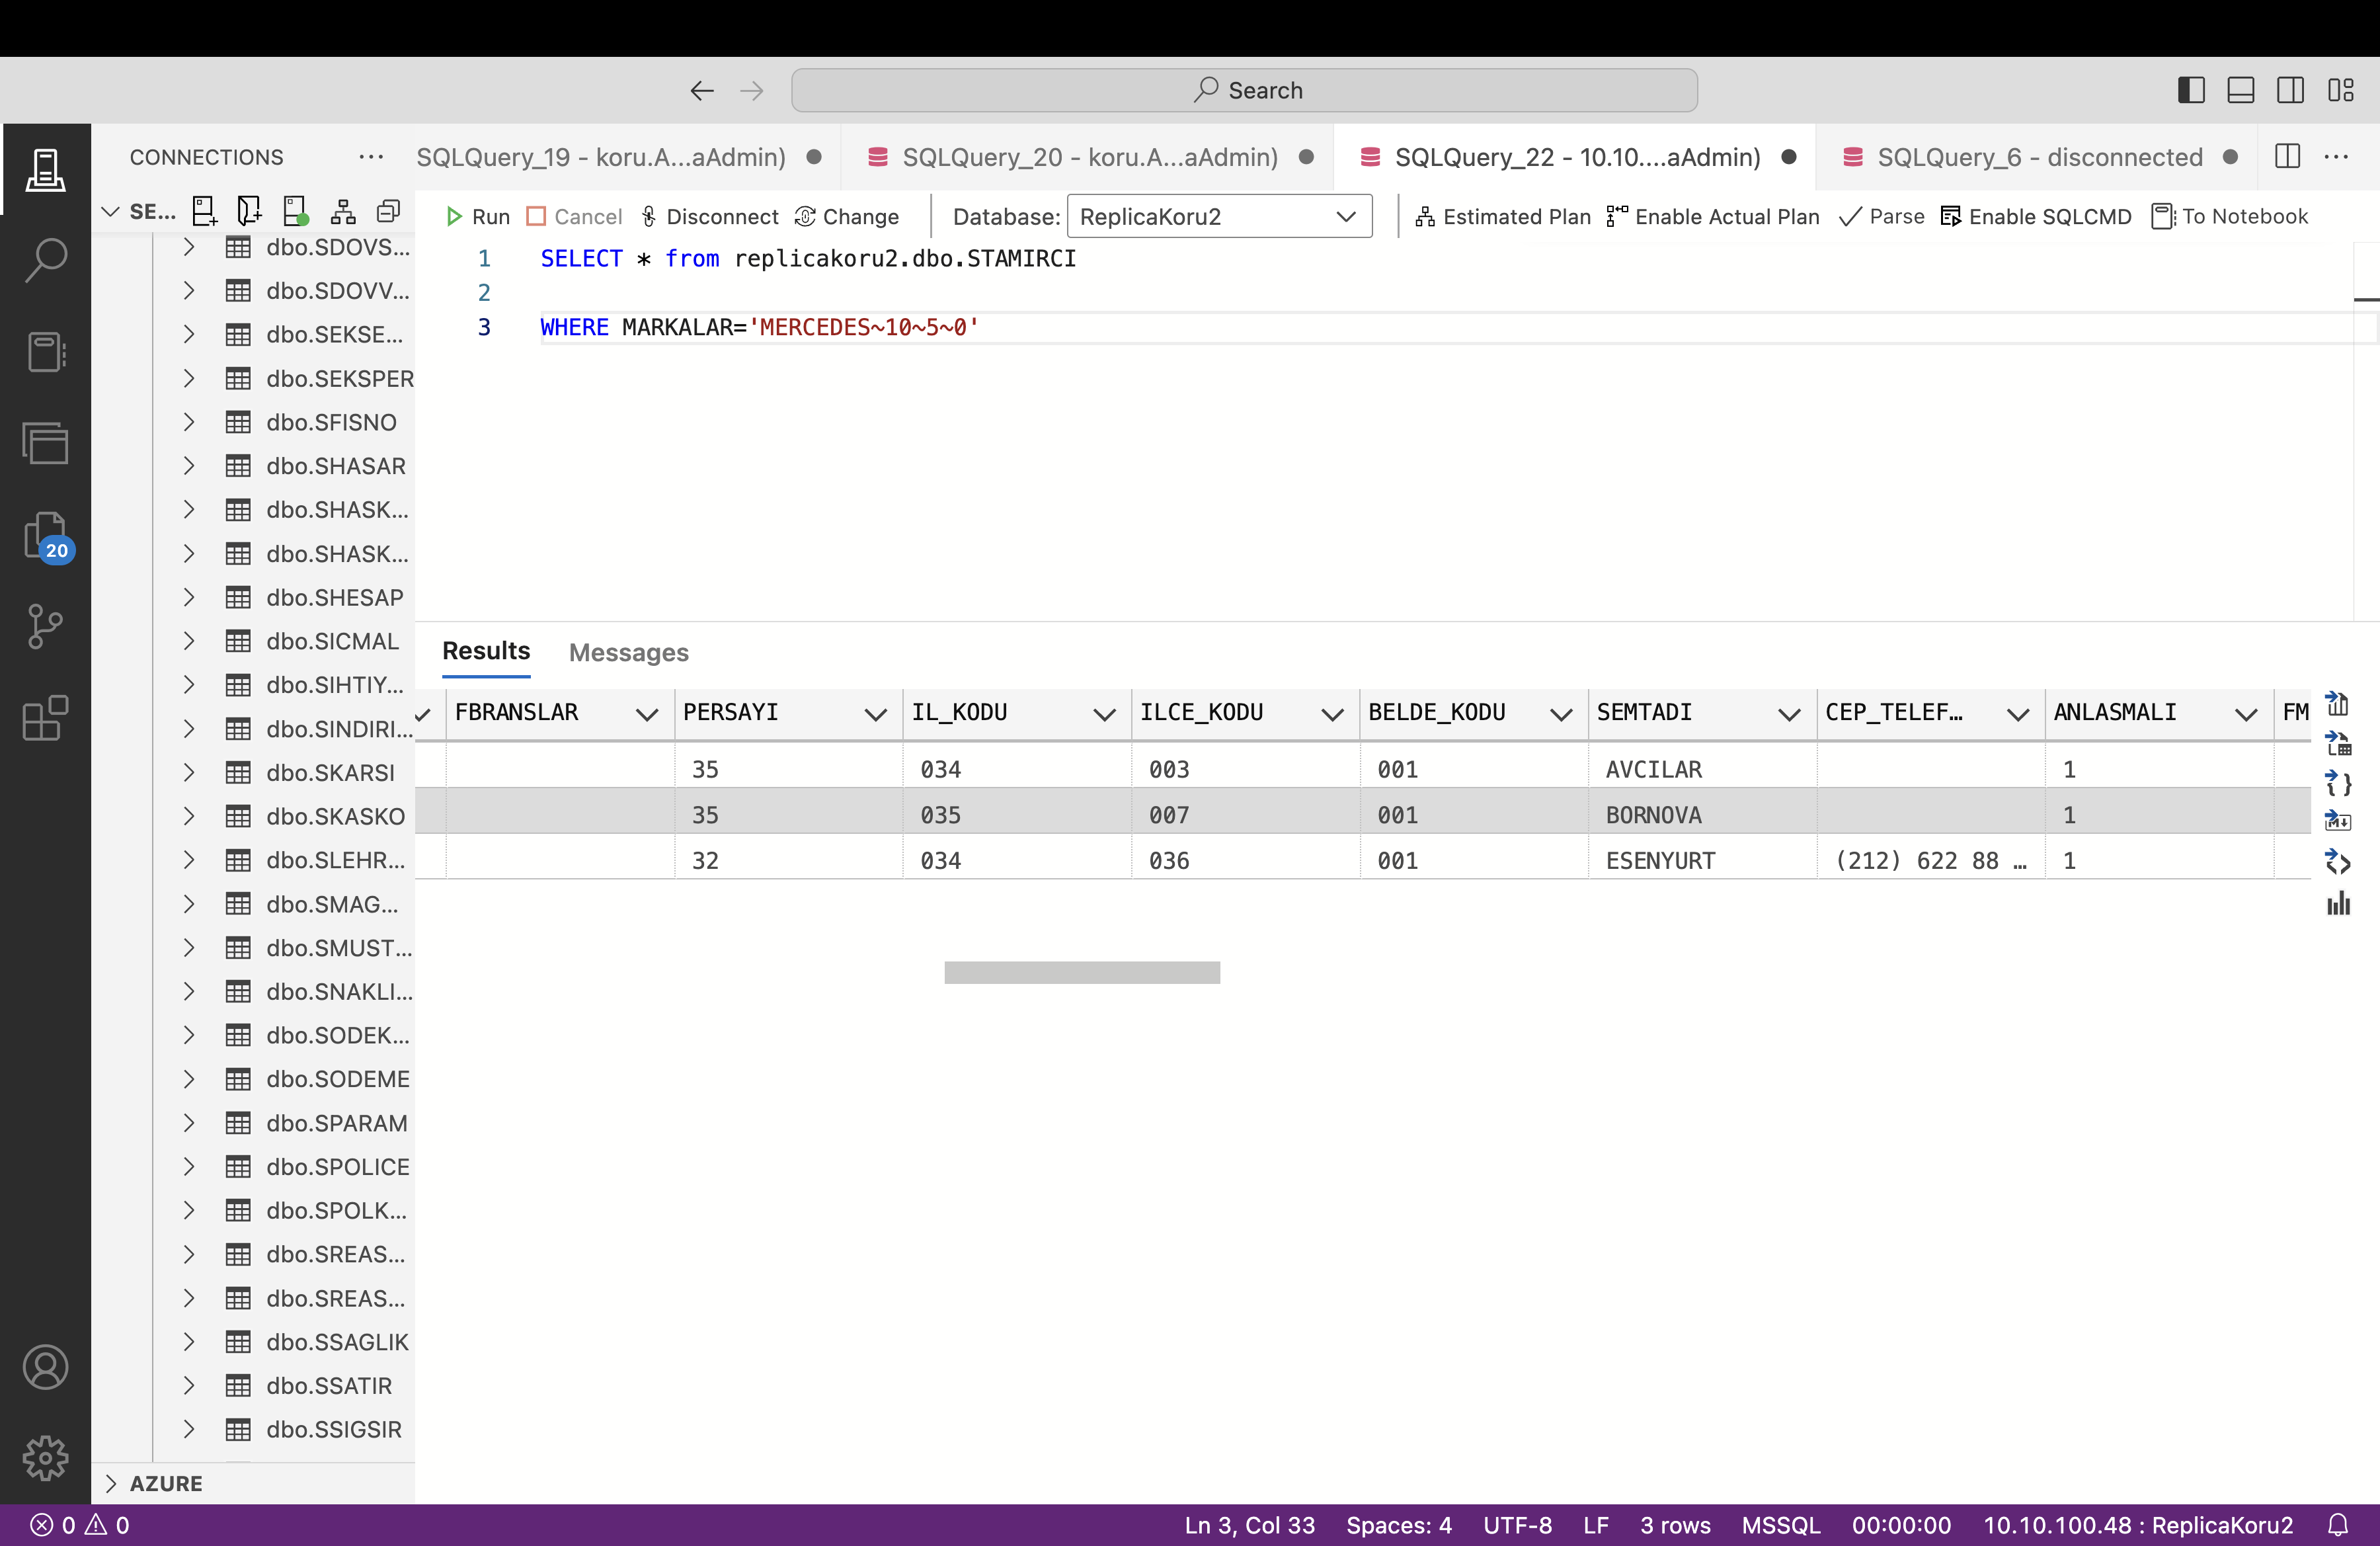 Search
CONNECTIONS
SQLQuery_19 - koru.A...aAdmin)
SQLQuery_20 - koru.A...aAdmin)
SQLQuery_22 - 10.10....aAdmin)
SQLQuery_6 - disconnected
SE...
Run
Cancel
Disconnect
Change
Database:
ReplicaKoru2
Estimated Plan
Enable Actual Plan
Parse
Enable SQLCMD
To Notebook
dbo.SDOVS...
dbo.SDOVV...
dbo.SEKSE...
dbo.SEKSPER
dbo.SFISNO
dbo.SHASAR
dbo.SHASK...
dbo.SHASK...
dbo.SHESAP
dbo.SICMAL
dbo.SIHTIY...
dbo.SINDIRI...
dbo.SKARSI
dbo.SKASKO
dbo.SLEHR...
dbo.SMAG...
dbo.SMUST...
dbo.SNAKLI...
dbo.SODEK...
dbo.SODEME
dbo.SPARAM
dbo.SPOLICE
dbo.SPOLK...
dbo.SREAS...
dbo.SREAS...
dbo.SSAGLIK
dbo.SSATIR
dbo.SSIGSIR
AZURE
20
1 SELECT * from replicakoru2.dbo.STAMIRCI
2
3 WHERE MARKALAR='MERCEDES~10~5~0'
Results
Messages
FBRANSLAR PERSAYI IL_KODU ILCE_KODU BELDE_KODU SEMTADI CEP_TELEF... ANLASMALI FM
35 034 003 001 AVCILAR 1
35 035 007 001 BORNOVA 1
32 034 036 001 ESENYURT (212) 622 88 ... 1
0 0
Ln 3, Col 33
Spaces: 4
UTF-8
LF
3 rows
MSSQL
00:00:00
10.10.100.48 : ReplicaKoru2